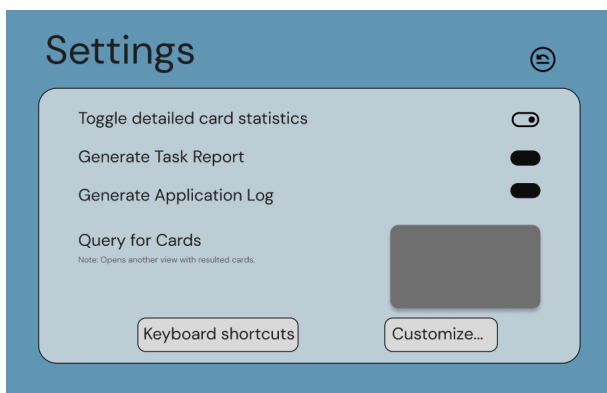 Settings
Toggle detailed card statistics
Generate Task Report
Generate Application Log
Query for Cards
Note: Opens another view with resulted cards.
Keyboard shortcuts
Customize...